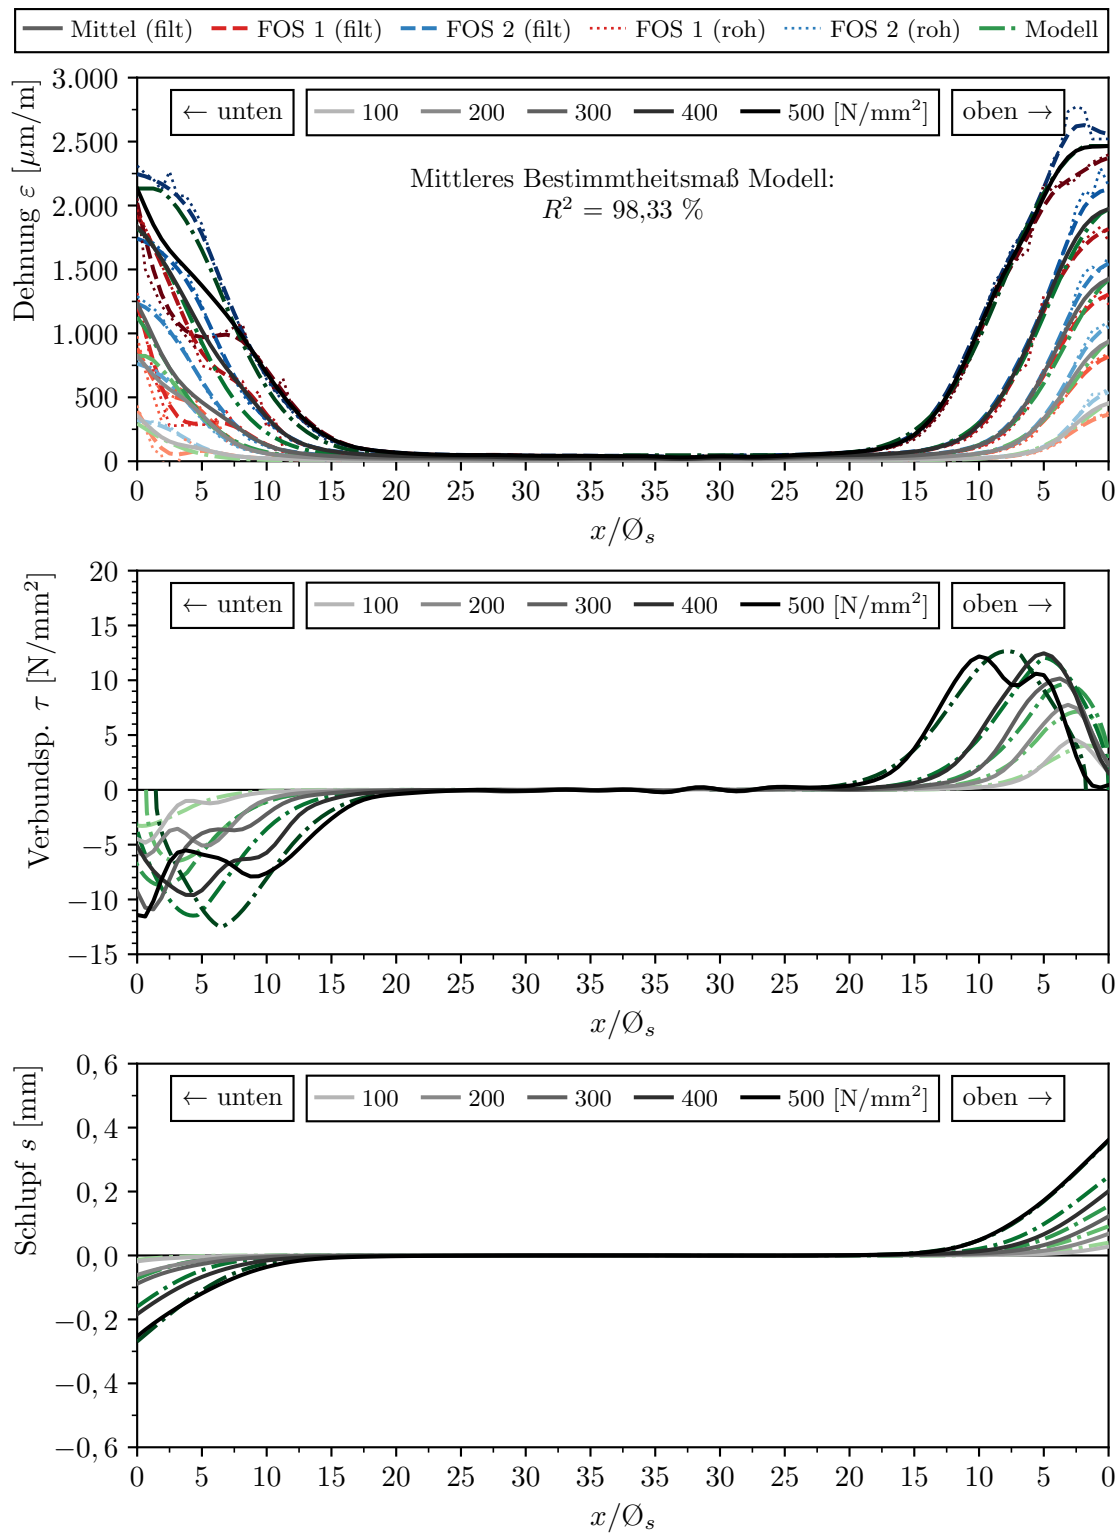 Mittel (filt) FOS 1 (filt) FOS 2 (filt) FOS 1 (roh) FOS 2 (roh) Modell
Dehnung ε [μm/m]
3.000
2.500
2.000
1.500
1.000
500
0
← unten
100 200 300 400 500 [N/mm²]
oben →
Mittleres Bestimmtheitsmaß Modell:
R² = 98,33 %
0 5 10 15 20 25 30 35 35 30 25 20 15 10 5 0
x/Ø_s
Verbundsp. τ [N/mm²]
20
15
10
5
0
−5
−10
−15
← unten
100 200 300 400 500 [N/mm²]
oben →
0 5 10 15 20 25 30 35 35 30 25 20 15 10 5 0
x/Ø_s
Schlupf s [mm]
0,6
0,4
0,2
0,0
−0,2
−0,4
−0,6
← unten
100 200 300 400 500 [N/mm²]
oben →
0 5 10 15 20 25 30 35 35 30 25 20 15 10 5 0
x/Ø_s